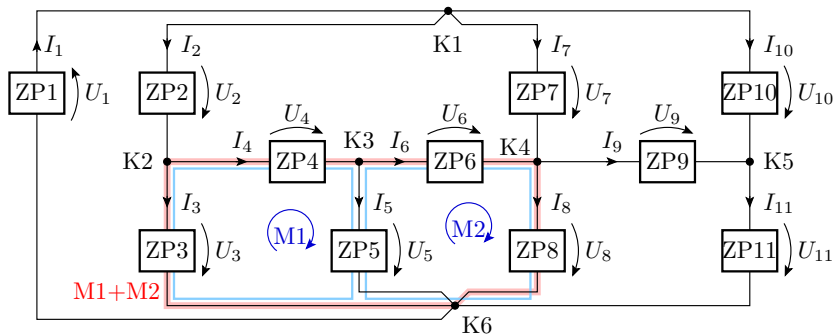 K1
I1 I2 I7 I10
ZP1 U1 ZP2 U2 ZP7 U7 ZP10 U10
U4 U6 U9
K2 I4 K3 I6 K4 I9 K5
ZP4 ZP6 ZP9
I3 I5 I8 I11
M1 M2
ZP3 U3 ZP5 U5 ZP8 U8 ZP11 U11
M1+M2
K6